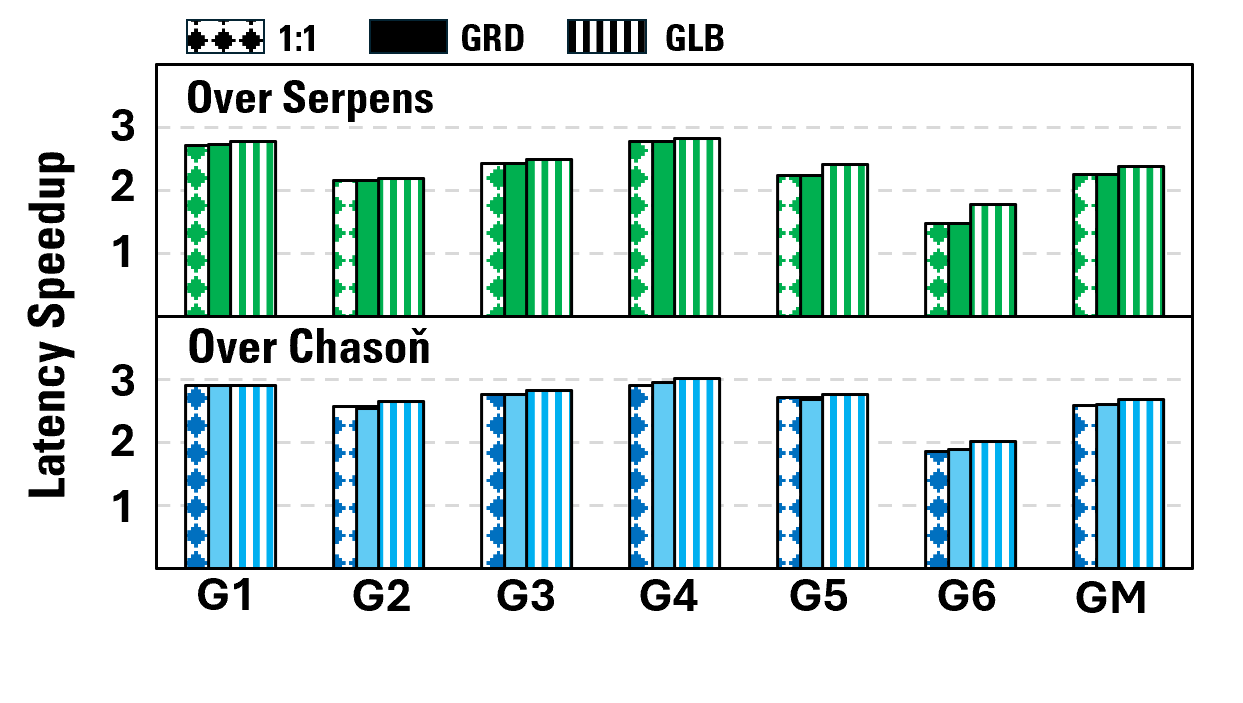 1:1 GRD GLB
Over Serpens
3
2
1
Latency Speedup
Over Chasoň
3
2
1
G1 G2 G3 G4 G5 G6 GM